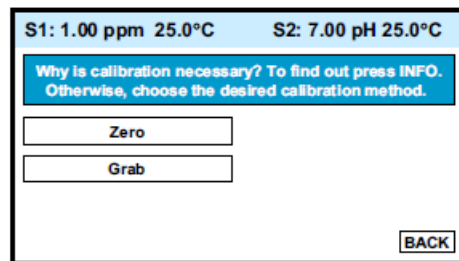 S1: 1.00 ppm 25.0°C S2: 7.00 pH 25.0°C
Why is calibration necessary? To find out press INFO.
Otherwise, choose the desired calibration method.
Zero
Grab
BACK